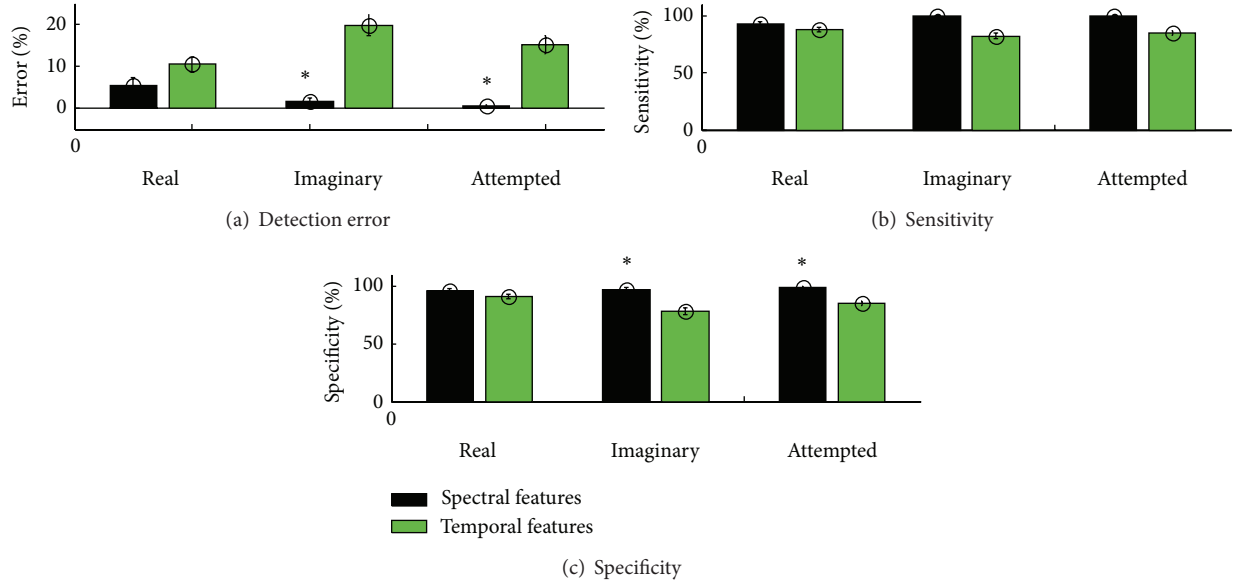 20
10
0
Error (%)
*
*
0
Real Imaginary Attempted
(a) Detection error
100
50
0
Sensitivity (%)
0
Real Imaginary Attempted
(b) Sensitivity
100
50
0
Specificity (%)
*
*
0
Real Imaginary Attempted
Spectral features
Temporal features
(c) Specificity